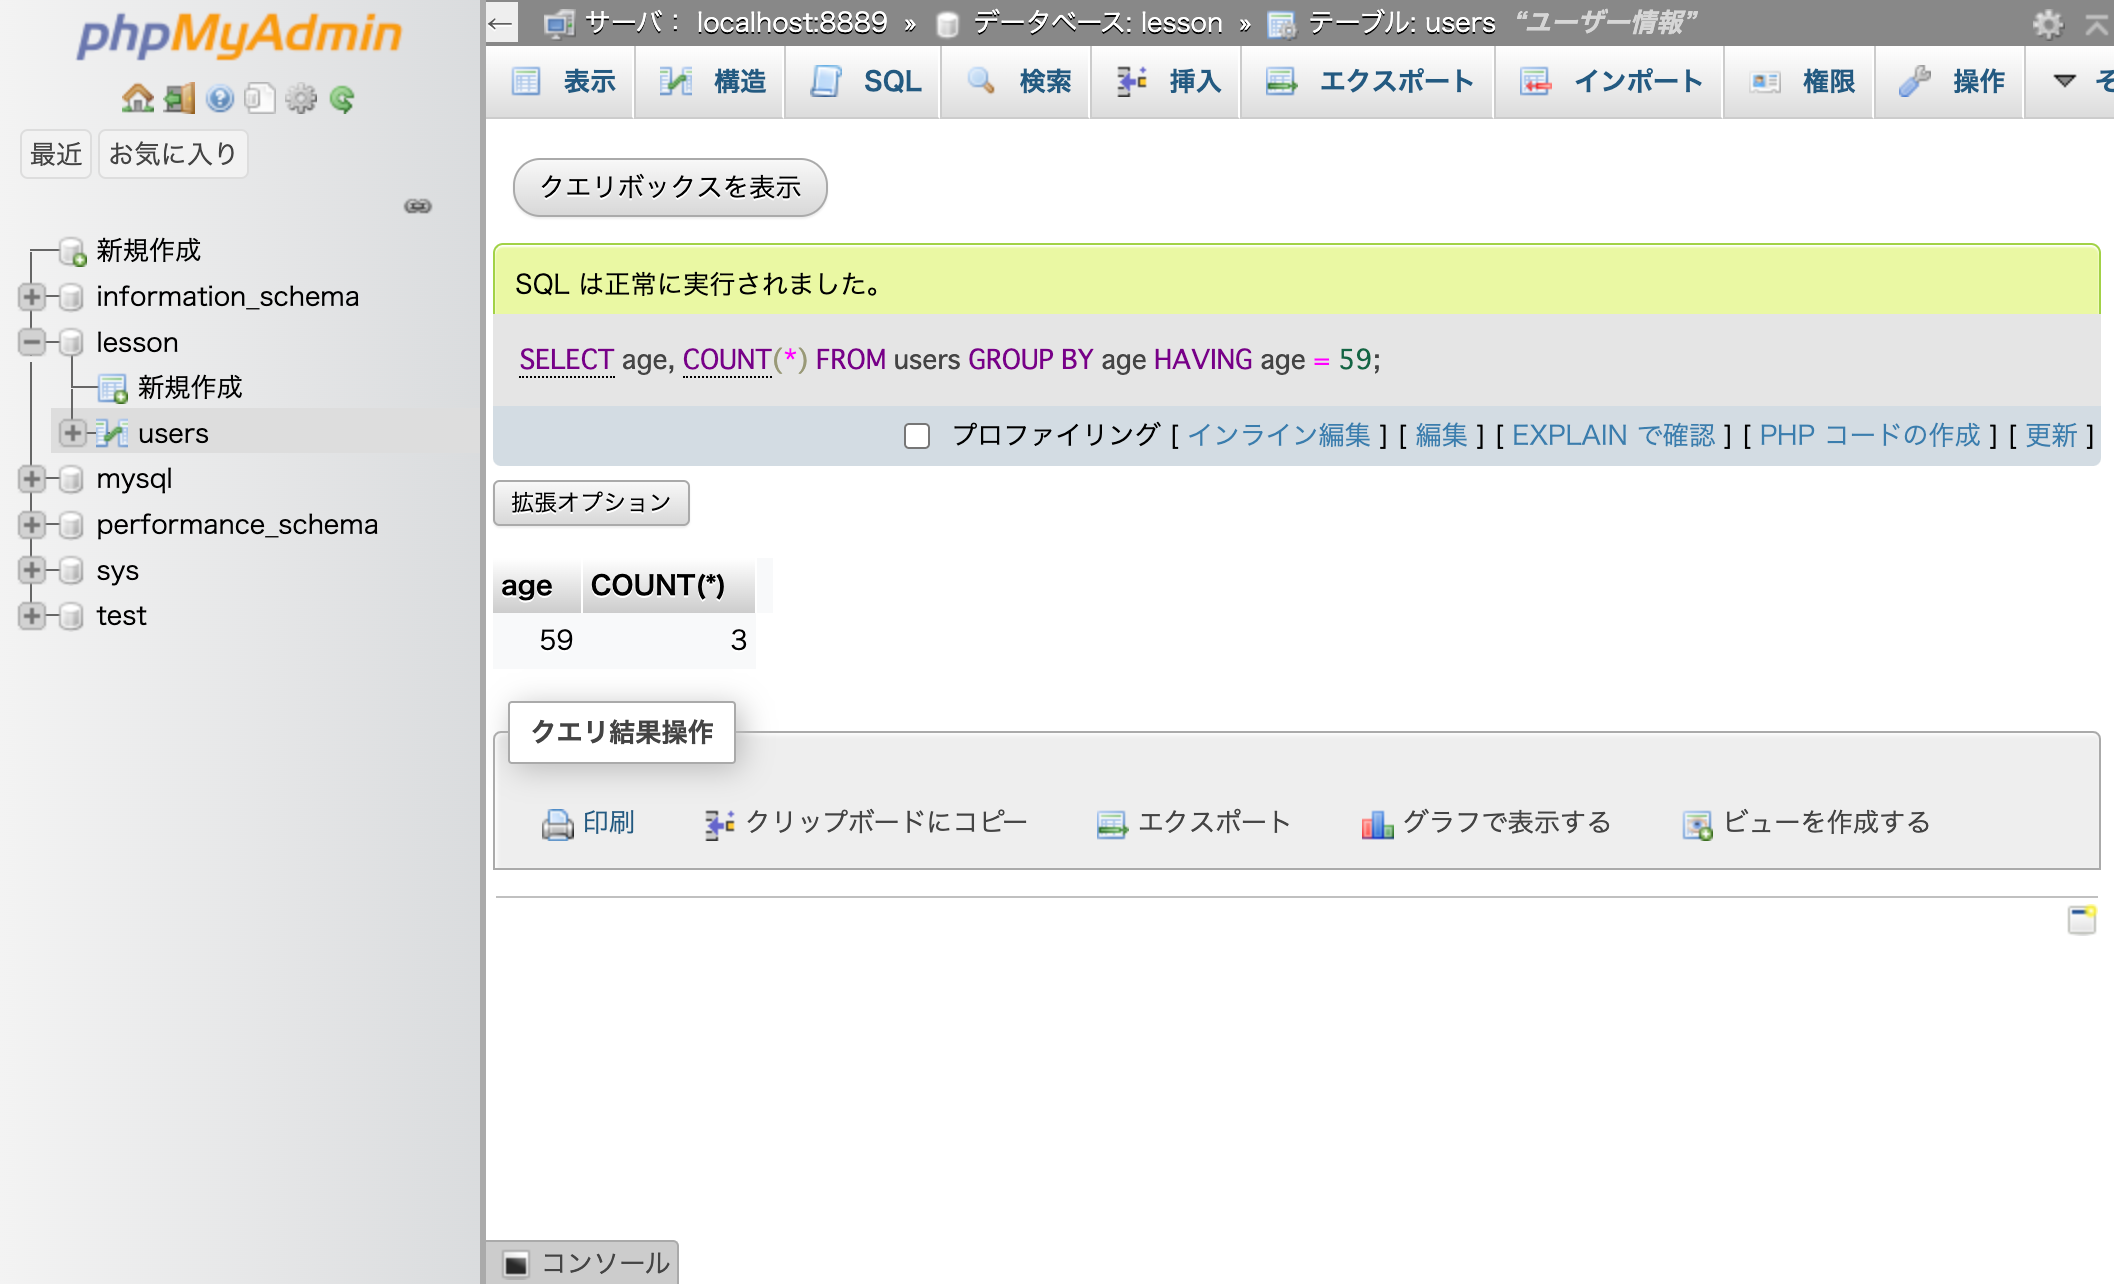 phpMyAdmin
最近 お気に入り
新規作成
information_schema
lesson
新規作成
users
mysql
performance_schema
sys
test
← サーバ： localhost:8889 » データベース: lesson » テーブル: users “ユーザー情報”
表示 構造 SQL 検索 挿入 エクスポート インポート 権限 操作
クエリボックスを表示
SQL は正常に実行されました。
SELECT age, COUNT(*) FROM users GROUP BY age HAVING age = 59;
プロファイリング [ インライン編集 ] [ 編集 ] [ EXPLAIN で確認 ] [ PHP コードの作成 ] [ 更新 ]
拡張オプション
age COUNT(*)
59 3
クエリ結果操作
印刷 クリップボードにコピー エクスポート グラフで表示する ビューを作成する
コンソール